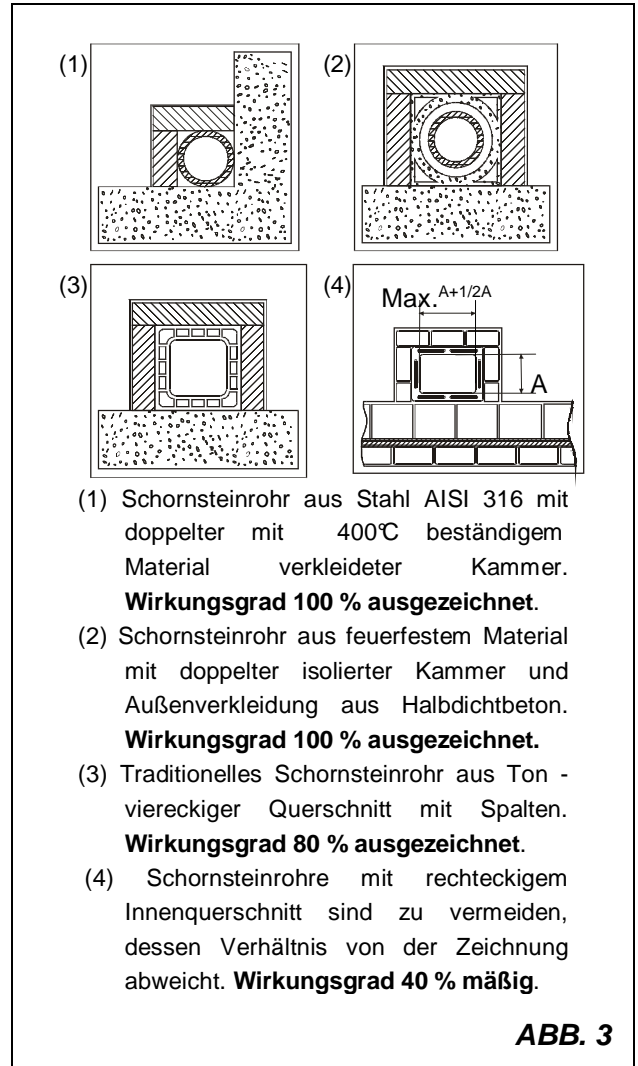 (1)
(2)
(3)
(4)
Max. A+1/2A
A
(1) Schornsteinrohr aus Stahl AISI 316 mit
doppelter mit 400℃ beständigem
Material verkleideter Kammer.
Wirkungsgrad 100 % ausgezeichnet.
(2) Schornsteinrohr aus feuerfestem Material
mit doppelter isolierter Kammer und
Außenverkleidung aus Halbdichtbeton.
Wirkungsgrad 100 % ausgezeichnet.
(3) Traditionelles Schornsteinrohr aus Ton -
viereckiger Querschnitt mit Spalten.
Wirkungsgrad 80 % ausgezeichnet.
(4) Schornsteinrohre mit rechteckigem
Innenquerschnitt sind zu vermeiden,
dessen Verhältnis von der Zeichnung
abweicht. Wirkungsgrad 40 % mäßig.
ABB. 3